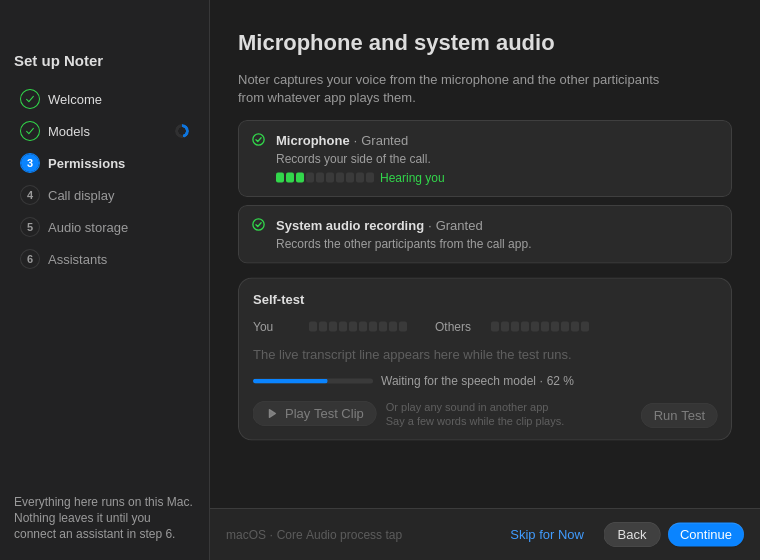 Set up Noter
Welcome
Models
3 Permissions
4 Call display
5 Audio storage
6 Assistants
Everything here runs on this Mac.
Nothing leaves it until you
connect an assistant in step 6.
Microphone and system audio
Noter captures your voice from the microphone and the other participants
from whatever app plays them.
Microphone · Granted
Records your side of the call.
Hearing you
System audio recording · Granted
Records the other participants from the call app.
Self-test
You Others
The live transcript line appears here while the test runs.
Waiting for the speech model · 62 %
Play Test Clip
Or play any sound in another app
Say a few words while the clip plays.
Run Test
macOS · Core Audio process tap
Skip for Now
Back
Continue